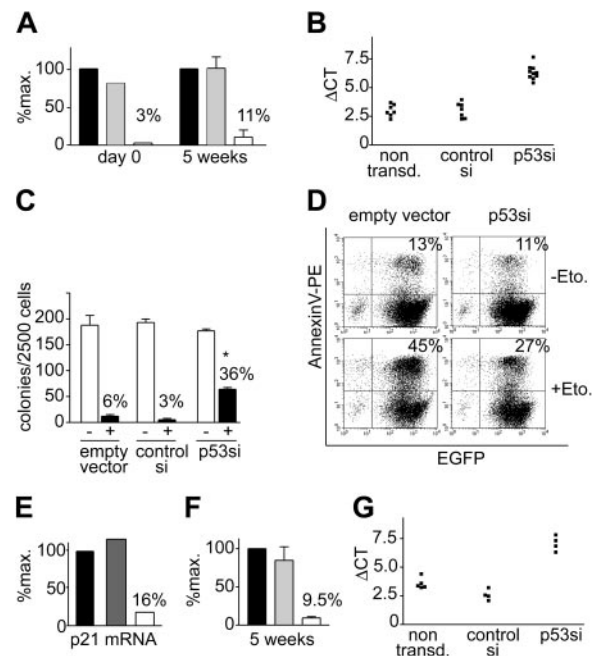 A
%max.
100
50
0
3%
11%
day 0
5 weeks
B
ΔCT
7.5
5.0
2.5
0
non transd.
control si
p53si
C
colonies/2500 cells
200
150
100
50
0
6%
3%
*
36%
- + - + - +
empty vector
control si
p53si
D
empty vector
p53si
13%
11%
-Eto.
45%
27%
+Eto.
AnnexinV-PE
EGFP
E
%max.
100
50
0
16%
p21 mRNA
F
%max.
100
50
0
9.5%
5 weeks
G
ΔCT
7.5
5.0
2.5
0
non transd.
control si
p53si